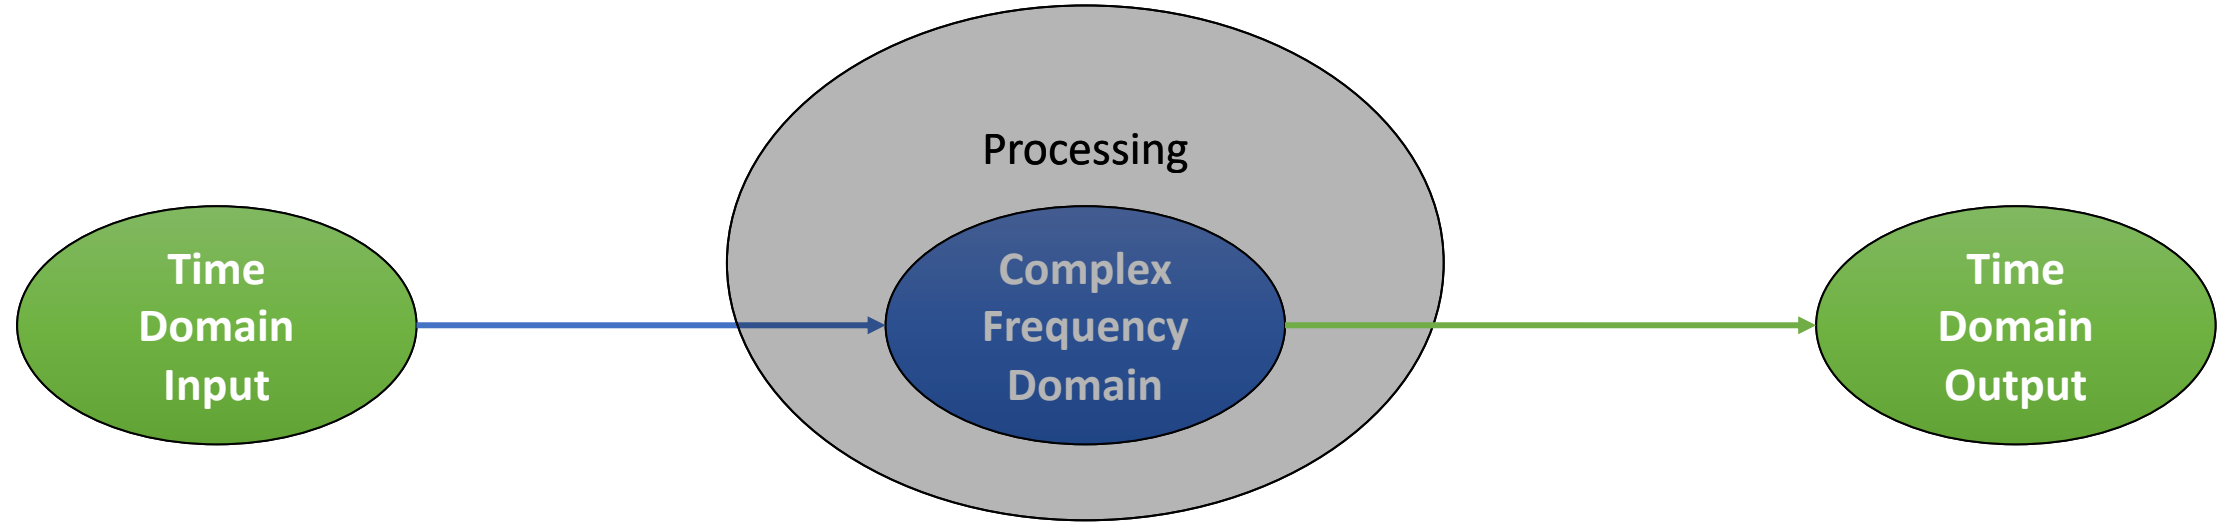 Processing
Time
Domain
Input
Complex
Frequency
Domain
Time
Domain
Output